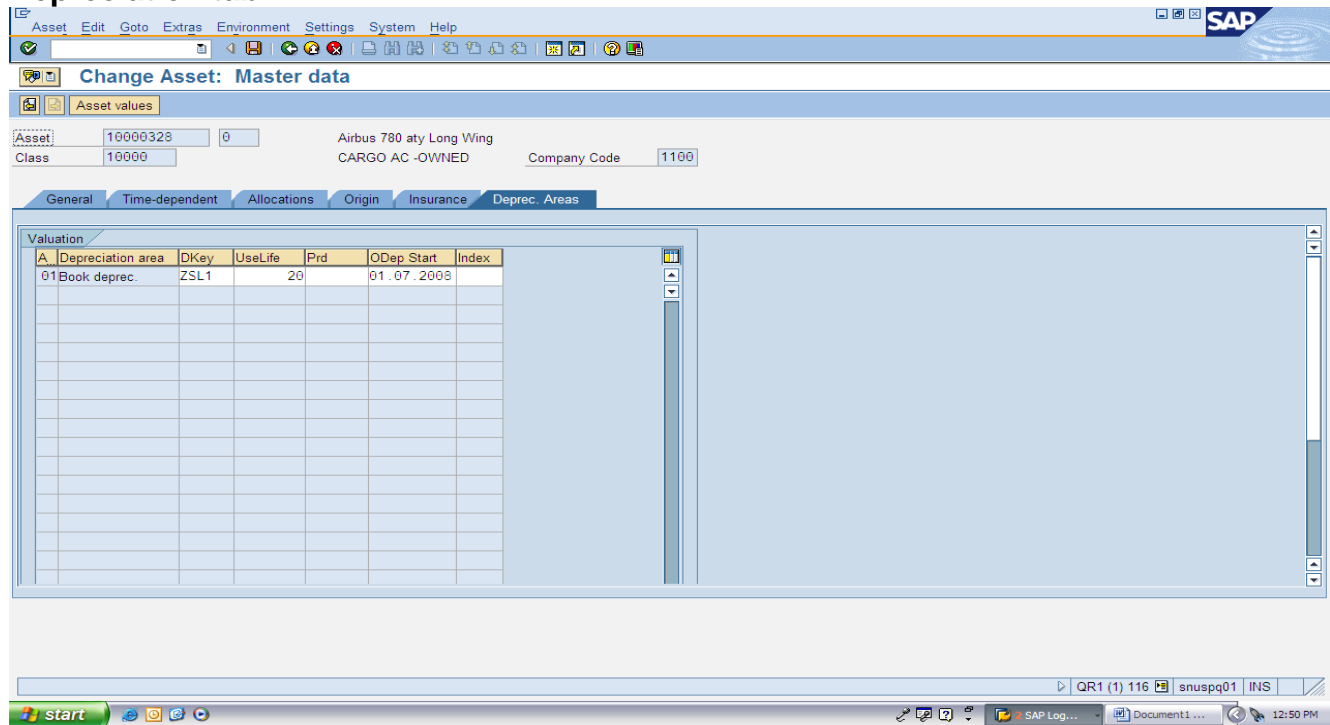 Asset Edit Goto Extras Environment Settings System Help
SAP
Change Asset: Master data
Asset values
Asset 10000328 0 Airbus 780 aty Long Wing
Class 10000 CARGO AC -OWNED Company Code 1100
General Time-dependent Allocations Origin Insurance Deprec. Areas
Valuation
A.. Depreciation area DKey UseLife Prd ODep Start Index
01 Book deprec. ZSL1 20 01.07.2008
QR1 (1) 116 snuspq01 INS
start 2 SAP Log... Document1 ... 12:50 PM